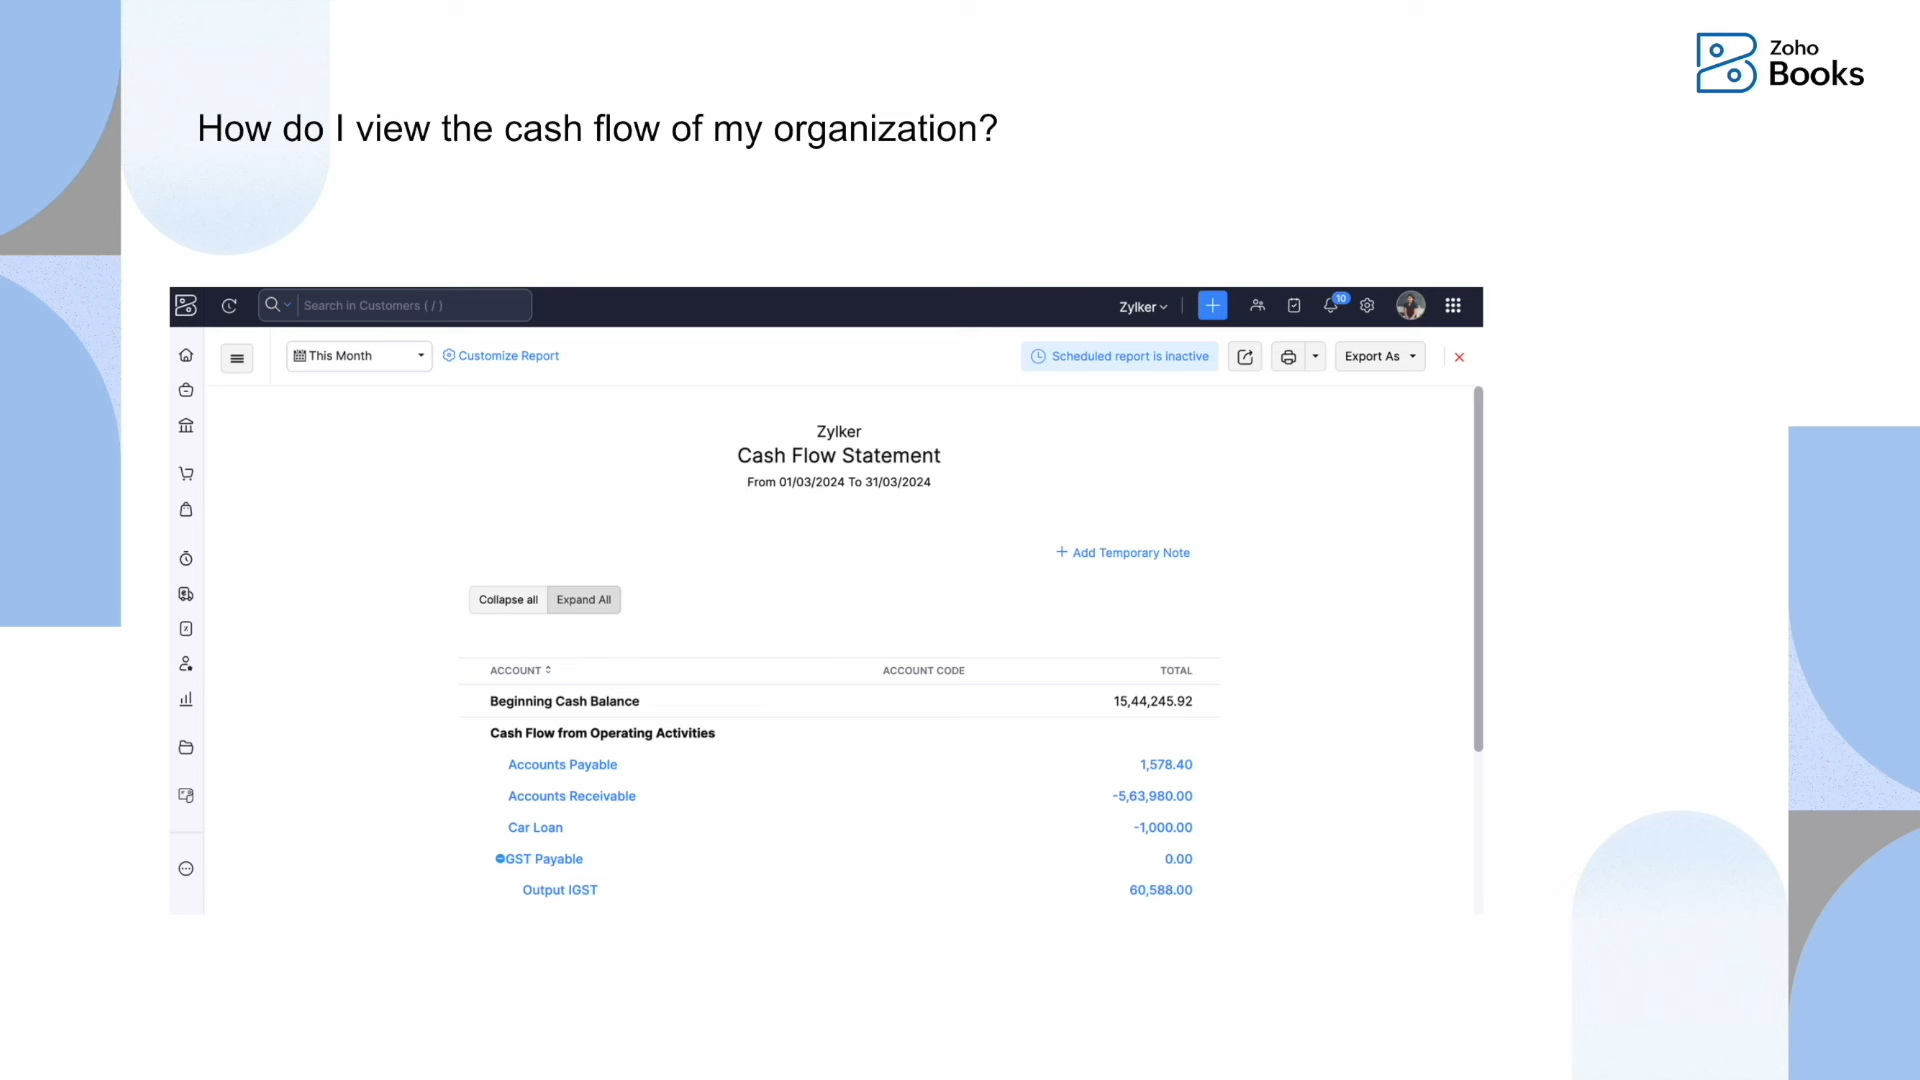 Zoho
Books
How do I view the cash flow of my organization?
Search in Customers ( / )
Zylker
10
This Month
Customize Report
Scheduled report is inactive
Export As
Zylker
Cash Flow Statement
From 01/03/2024 To 31/03/2024
+ Add Temporary Note
Collapse all Expand All
ACCOUNT ACCOUNT CODE TOTAL
Beginning Cash Balance 15,44,245.92
Cash Flow from Operating Activities
Accounts Payable 1,578.40
Accounts Receivable -5,63,980.00
Car Loan -1,000.00
GST Payable 0.00
Output IGST 60,588.00